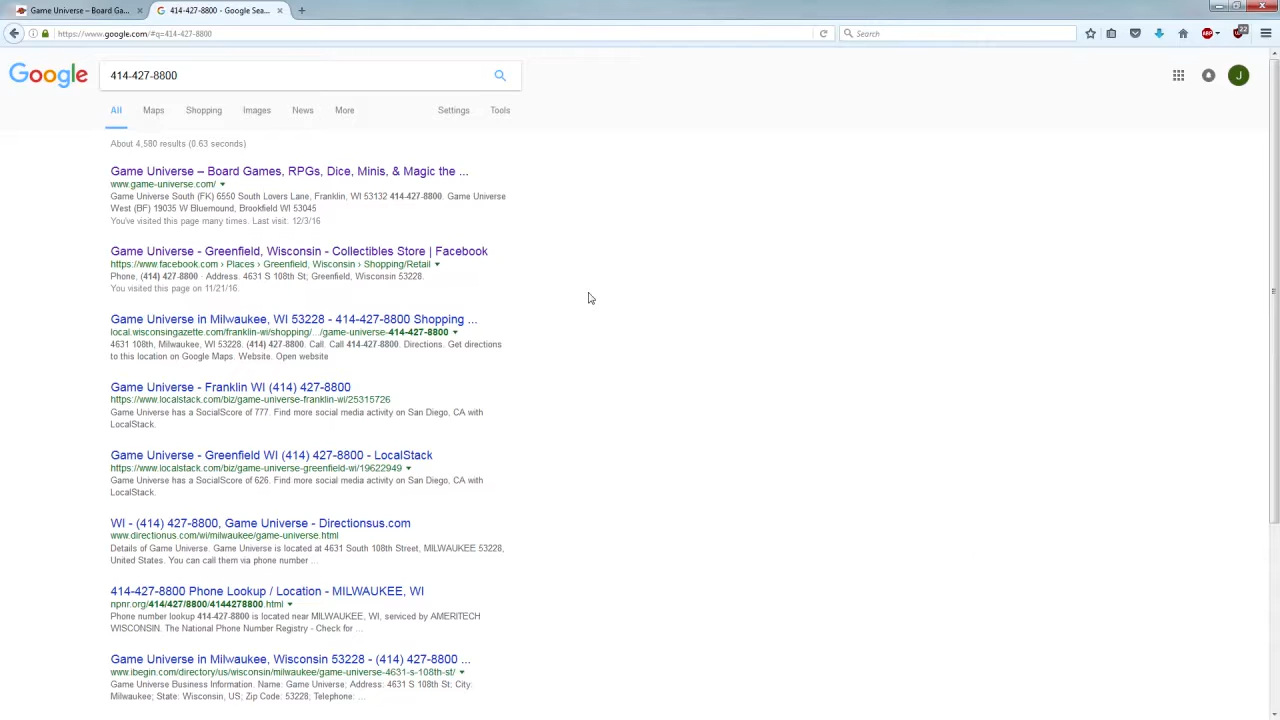 Game Universe – Board Ga...
414-427-8800 - Google Sea...
https://www.google.com/#q=414-427-8800
Search
ABP
22
Google
414-427-8800
J
All Maps Shopping Images News More Settings Tools
About 4,580 results (0.63 seconds)
Game Universe – Board Games, RPGs, Dice, Minis, & Magic the ...
www.game-universe.com/
Game Universe South (FK) 6550 South Lovers Lane, Franklin, WI 53132 414-427-8800. Game Universe
West (BF) 19035 W Bluemound, Brookfield WI 53045
You've visited this page many times. Last visit: 12/3/16
Game Universe - Greenfield, Wisconsin - Collectibles Store | Facebook
https://www.facebook.com › Places › Greenfield, Wisconsin › Shopping/Retail
Phone, (414) 427-8800 · Address. 4631 S 108th St; Greenfield, Wisconsin 53228.
You visited this page on 11/21/16.
Game Universe in Milwaukee, WI 53228 - 414-427-8800 Shopping ...
local.wisconsingazette.com/franklin-wi/shopping/.../game-universe-414-427-8800
4631 108th, Milwaukee, WI 53228. (414) 427-8800. Call. Call 414-427-8800. Directions. Get directions
to this location on Google Maps. Website. Open website
Game Universe - Franklin WI (414) 427-8800
https://www.localstack.com/biz/game-universe-franklin-wi/25315726
Game Universe has a SocialScore of 777. Find more social media activity on San Diego, CA with
LocalStack.
Game Universe - Greenfield WI (414) 427-8800 - LocalStack
https://www.localstack.com/biz/game-universe-greenfield-wi/19622949
Game Universe has a SocialScore of 626. Find more social media activity on San Diego, CA with
LocalStack.
WI - (414) 427-8800, Game Universe - Directionsus.com
www.directionus.com/wi/milwaukee/game-universe.html
Details of Game Universe. Game Universe is located at 4631 South 108th Street, MILWAUKEE 53228,
United States. You can call them via phone number ...
414-427-8800 Phone Lookup / Location - MILWAUKEE, WI
npnr.org/414/427/8800/4144278800.html
Phone number lookup 414-427-8800 is located near MILWAUKEE, WI, serviced by AMERITECH
WISCONSIN. The National Phone Number Registry - Check for ...
Game Universe in Milwaukee, Wisconsin 53228 - (414) 427-8800 ...
www.ibegin.com/directory/us/wisconsin/milwaukee/game-universe-4631-s-108th-st/
Game Universe Business Information. Name: Game Universe; Address: 4631 S 108th St; City:
Milwaukee; State: Wisconsin, US; Zip Code: 53228; Telephone: ...